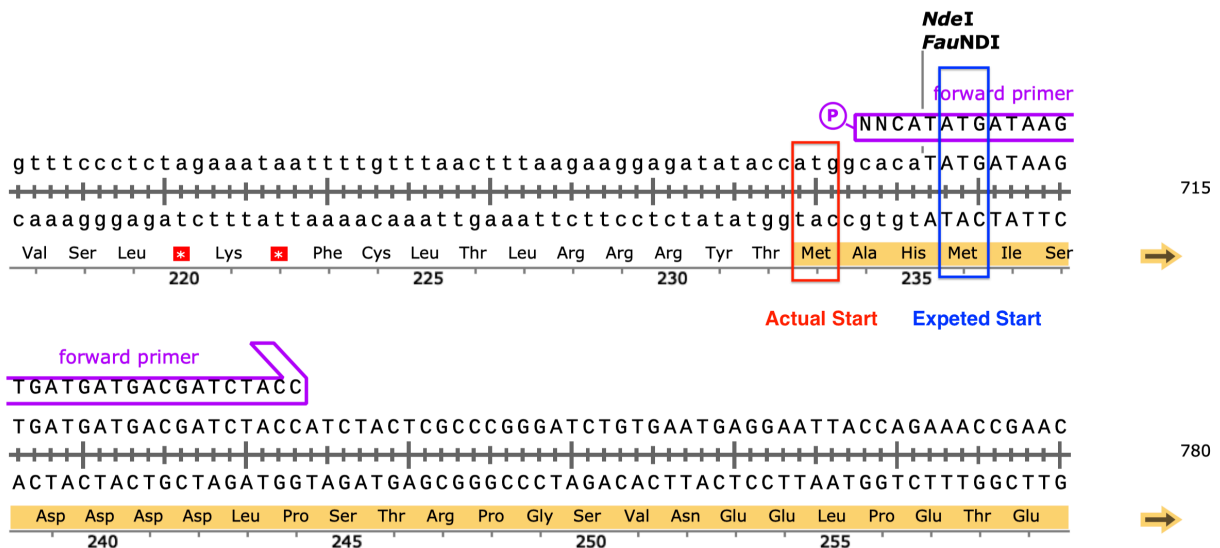 NdeI
FauNDI
forward primer
P
NNCATATGATAAG
gtttccctctagaaataattttgtttaactttaagaaggagatataccatggcacaTATGATAAG
715
caaagggagatctttattaaaacaaattgaaattcttcctctatatggtaccgtgtATACTATTC
Val Ser Leu * Lys * Phe Cys Leu Thr Leu Arg Arg Arg Tyr Thr Met Ala His Met Ile Ser
220 225 230 235
Actual Start Expeted Start
forward primer
TGATGATGACGATCTACC
TGATGATGACGATCTACCATCTACTCGCCCGGGATCTGTGAATGAGGAATTACCAGAAACCGAAC
780
ACTACTACTGCTAGATGGTAGATGAGCGGGCCCTAGACACTTACTCCTTAATGGTCTTTGGCTTG
Asp Asp Asp Asp Leu Pro Ser Thr Arg Pro Gly Ser Val Asn Glu Glu Leu Pro Glu Thr Glu
240 245 250 255